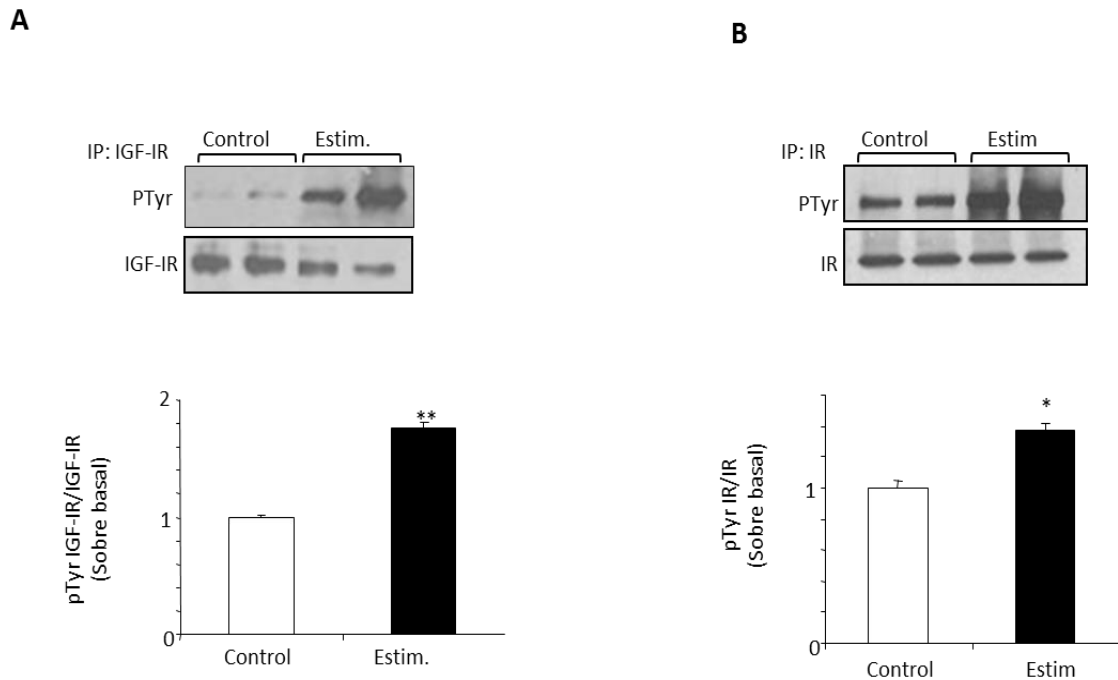 A
B
Control Estim.
IP: IGF-IR
PTyr
IGF-IR
Control Estim
IP: IR
PTyr
IR
pTyr IGF-IR/IGF-IR
(Sobre basal)
2
**
1
0
Control Estim.
pTyr IR/IR
(Sobre basal)
*
1
0
Control Estim